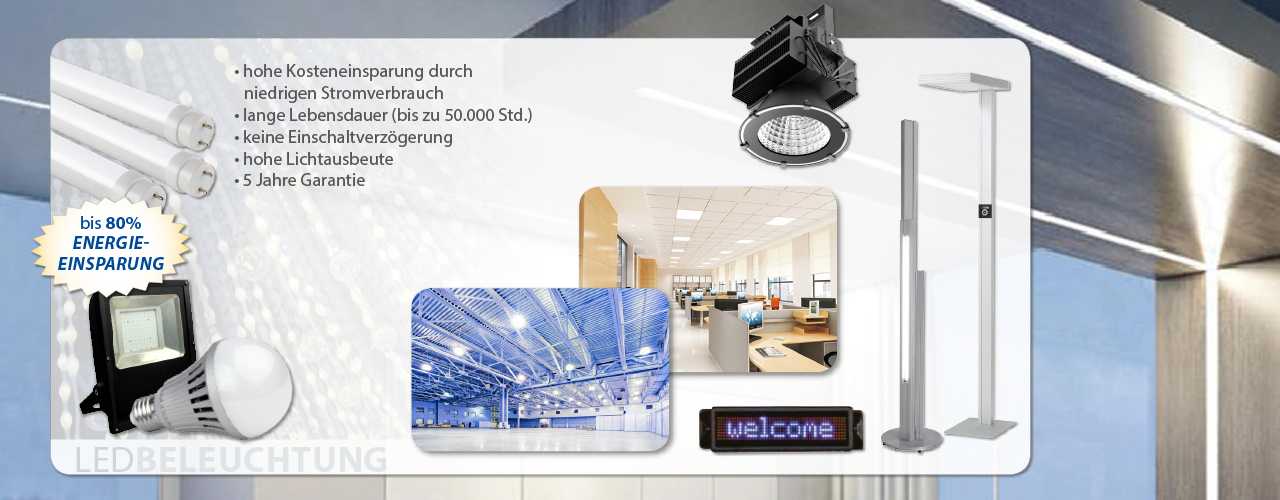 • hohe Kosteneinsparung durch
niedrigen Stromverbrauch
• lange Lebensdauer (bis zu 50.000 Std.)
• keine Einschaltverzögerung
• hohe Lichtausbeute
• 5 Jahre Garantie
bis 80%
ENERGIE-
EINSPARUNG
welcome
LEDBELEUCHTUNG